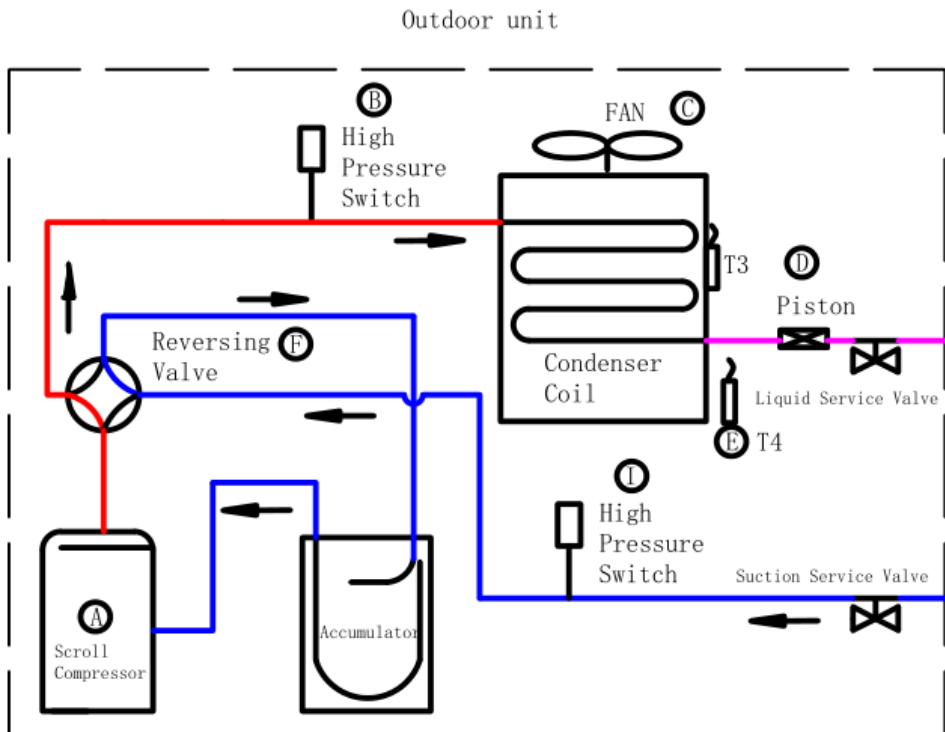 Outdoor unit
B
High
Pressure
Switch
FAN
C
T3
D
Piston
Reversing
Valve
F
Condenser
Coil
Liquid Service Valve
E
T4
I
High
Pressure
Switch
Suction Service Valve
A
Scroll
Compressor
Accumulator